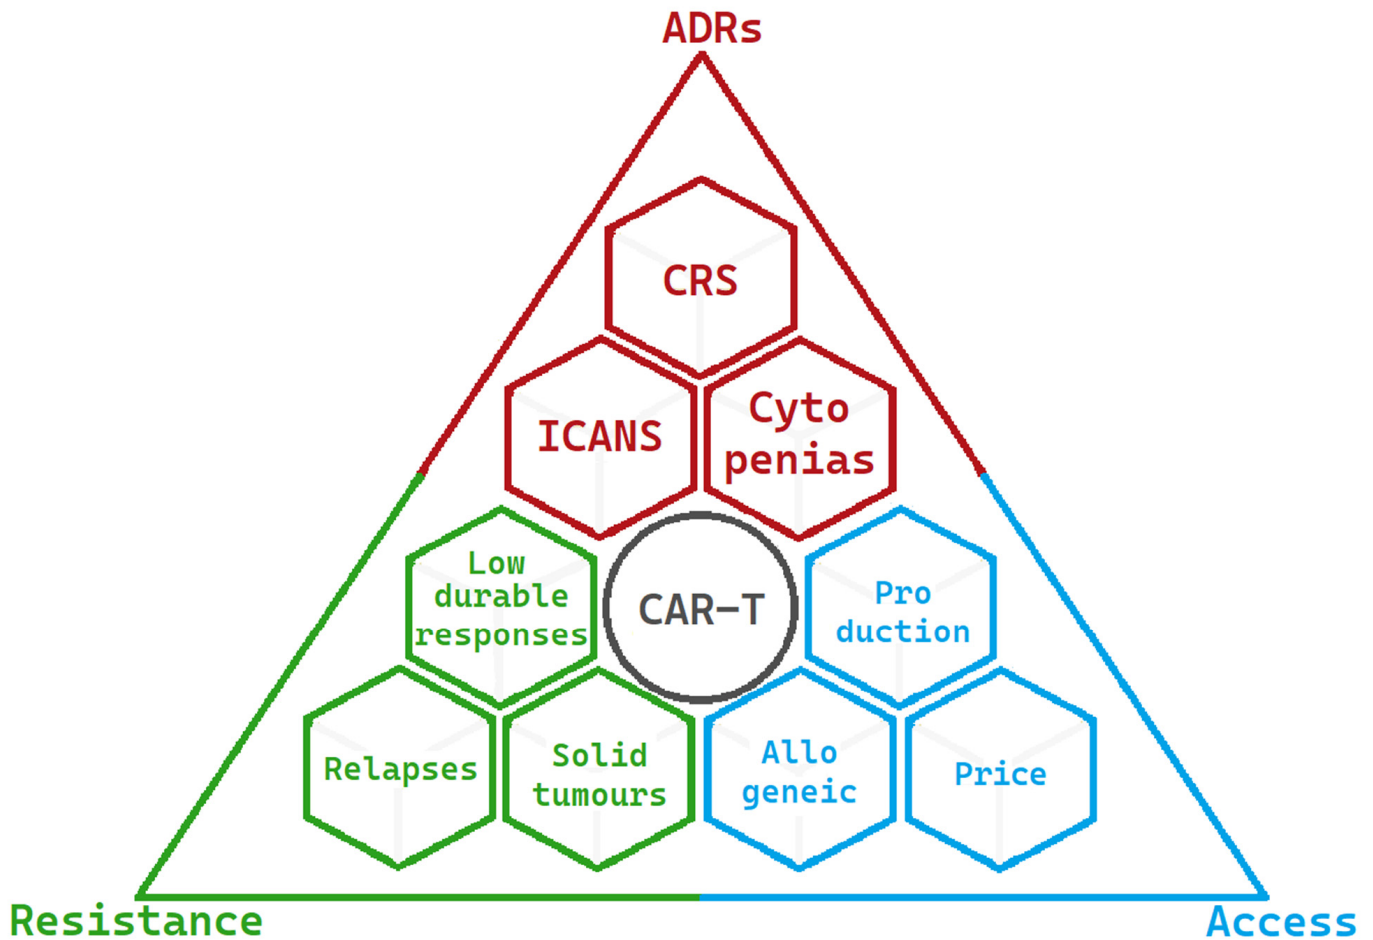 ADRs
CRS
ICANS
Cyto
penias
Low
durable
responses
CAR-T
Pro
duction
Relapses
Solid
tumours
Allo
geneic
Price
Resistance
Access